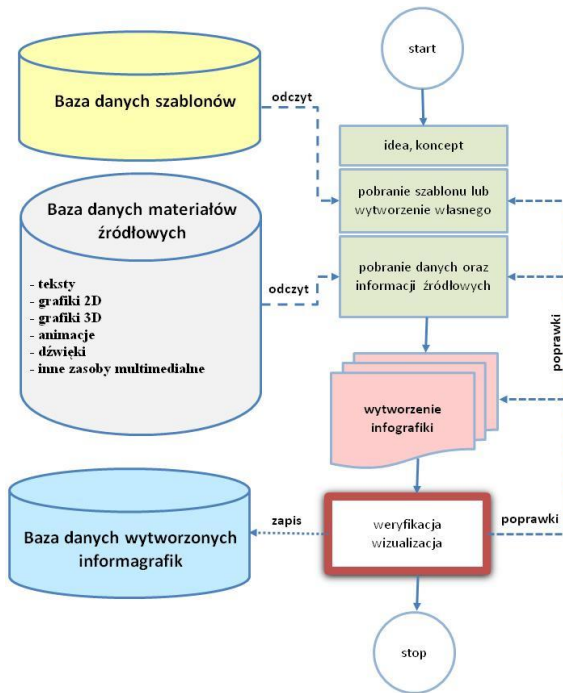 start
Baza danych szablonów
odczyt
idea, koncept
pobranie szablonu lub
wytworzenie własnego
Baza danych materiałów
źródłowych
- teksty
- grafiki 2D
- grafiki 3D
- animacje
- dźwięki
- inne zasoby multimedialne
odczyt
pobranie danych oraz
informacji źródłowych
poprawki
wytworzenie
infografiki
Baza danych wytworzonych
informagrafik
zapis
weryfikacja
wizualizacja
poprawki
stop